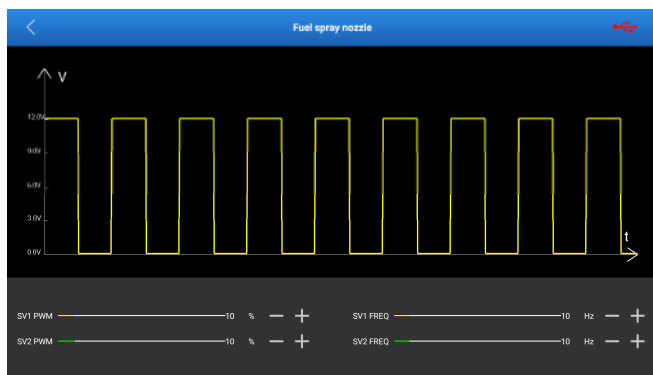 Fuel spray nozzle
V
12.0V
9.0V
6.0V
3.0V
0.0V
t
SV1 PWM 10 % SV1 FREQ 10 Hz
SV2 PWM 10 % SV2 FREQ 10 Hz